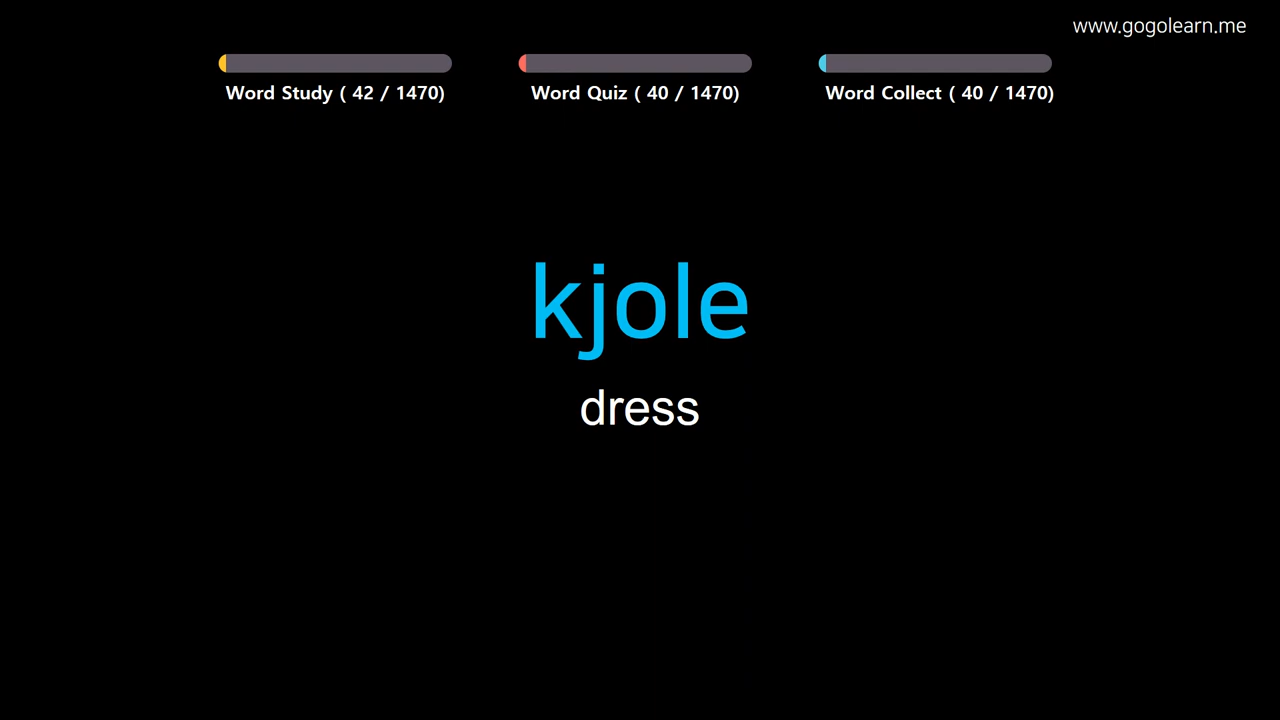 www.gogolearn.me
Word Study ( 42 / 1470)
Word Quiz ( 40 / 1470)
Word Collect ( 40 / 1470)
kjole
dress